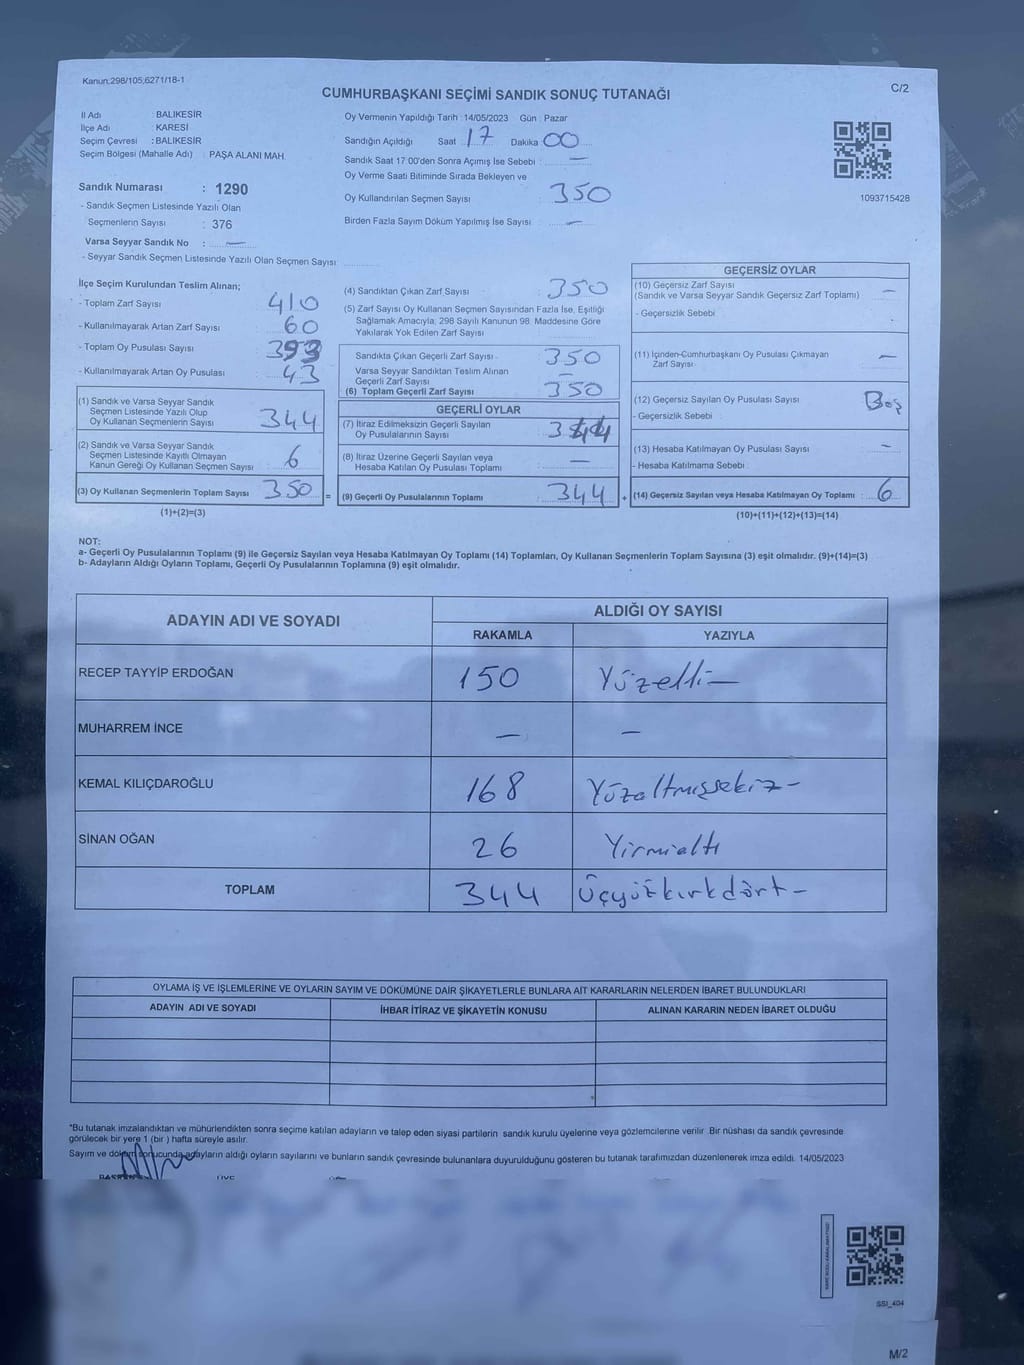 Kanun:298/105,6271/18-1
C/2
CUMHURBAŞKANI SEÇİMİ SANDIK SONUÇ TUTANAĞI
İl Adı : BALIKESİR
İlçe Adı : KARESİ
Seçim Çevresi : BALIKESİR
Seçim Bölgesi (Mahalle Adı) : PAŞA ALANI MAH.
Sandık Numarası : 1290
- Sandık Seçmen Listesinde Yazılı Olan
Seçmenlerin Sayısı : 376
Varsa Seyyar Sandık No : —
- Seyyar Sandık Seçmen Listesinde Yazılı Olan Seçmen Sayısı
Oy Vermenin Yapıldığı Tarih : 14/05/2023 Gün : Pazar
Sandığın Açıldığı Saat 17 Dakika 00
Sandık Saat 17:00'den Sonra Açımış İse Sebebi : —
Oy Verme Saati Bitiminde Sırada Bekleyen ve
Oy Kullandırılan Seçmen Sayısı 350
Birden Fazla Sayım Döküm Yapılmış İse Sayısı —
1093715428
İlçe Seçim Kurulundan Teslim Alınan;
- Toplam Zarf Sayısı : 410
- Kullanılmayarak Artan Zarf Sayısı : 60
- Toplam Oy Pusulası Sayısı : 393
- Kullanılmayarak Artan Oy Pusulası : 43
(1) Sandık ve Varsa Seyyar Sandık
Seçmen Listesinde Yazılı Olup
Oy Kullanan Seçmenlerin Sayısı : 344
(2) Sandık ve Varsa Seyyar Sandık
Seçmen Listesinde Kayıtlı Olmayan
Kanun Gereği Oy Kullanan Seçmen Sayısı : 6
(3) Oy Kullanan Seçmenlerin Toplam Sayısı : 350
(1)+(2)=(3)
(4) Sandıktan Çıkan Zarf Sayısı : 350
(5) Zarf Sayısı Oy Kullanan Seçmen Sayısından Fazla İse, Eşitliği
Sağlamak Amacıyla, 298 Sayılı Kanunun 98. Maddesine Göre
Yakılarak Yok Edilen Zarf Sayısı
Sandıkta Çıkan Geçerli Zarf Sayısı : 350
Varsa Seyyar Sandıktan Teslim Alınan
Geçerli Zarf Sayısı —
(6) Toplam Geçerli Zarf Sayısı : 350
GEÇERLİ OYLAR
(7) İtiraz Edilmeksizin Geçerli Sayılan
Oy Pusulalarının Sayısı : 344
(8) İtiraz Üzerine Geçerli Sayılan veya
Hesaba Katılan Oy Pusulası Toplamı : —
(9) Geçerli Oy Pusulalarının Toplamı : 344
=
+
GEÇERSİZ OYLAR
(10) Geçersiz Zarf Sayısı
(Sandık ve Varsa Seyyar Sandık Geçersiz Zarf Toplamı) : —
- Geçersizlik Sebebi :
(11) İçinden Cumhurbaşkanı Oy Pusulası Çıkmayan
Zarf Sayısı : —
(12) Geçersiz Sayılan Oy Pusulası Sayısı : Boş
- Geçersizlik Sebebi :
(13) Hesaba Katılmayan Oy Pusulası Sayısı : —
- Hesaba Katılmama Sebebi :
(14) Geçersiz Sayılan veya Hesaba Katılmayan Oy Toplamı : 6
(10)+(11)+(12)+(13)=(14)
NOT:
a- Geçerli Oy Pusulalarının Toplamı (9) ile Geçersiz Sayılan veya Hesaba Katılmayan Oy Toplamı (14) Toplamları, Oy Kullanan Seçmenlerin Toplam Sayısına (3) eşit olmalıdır. (9)+(14)=(3)
b- Adayların Aldığı Oyların Toplamı, Geçerli Oy Pusulalarının Toplamına (9) eşit olmalıdır.
ADAYIN ADI VE SOYADI
ALDIĞI OY SAYISI
RAKAMLA YAZIYLA
RECEP TAYYİP ERDOĞAN 150 Yüzelli—
MUHARREM İNCE — —
KEMAL KILIÇDAROĞLU 168 Yüzaltmışsekiz-
SİNAN OĞAN 26 Yirmialtı
TOPLAM 344 Üçyüzkırkdört-
OYLAMA İŞ VE İŞLEMLERİNE VE OYLARIN SAYIM VE DÖKÜMÜNE DAİR ŞİKAYETLERLE BUNLARA AİT KARARLARIN NELERDEN İBARET BULUNDUKLARI
ADAYIN ADI VE SOYADI İHBAR İTİRAZ VE ŞİKAYETİN KONUSU ALINAN KARARIN NEDEN İBARET OLDUĞU
*Bu tutanak imzalandıktan ve mühürlendikten sonra seçime katılan adayların ve talep eden siyasi partilerin sandık kurulu üyelerine veya gözlemcilerine verilir. Bir nüshası da sandık çevresinde
görülecek bir yere 1 (bir) hafta süreyle asılır.
Sayım ve döküm sonucunda adayların aldığı oyların sayılarını ve bunların sandık çevresinde bulunanlara duyurulduğunu gösteren bu tutanak tarafımızdan düzenlenerek imza edildi. 14/05/2023
SSI_404
M/2